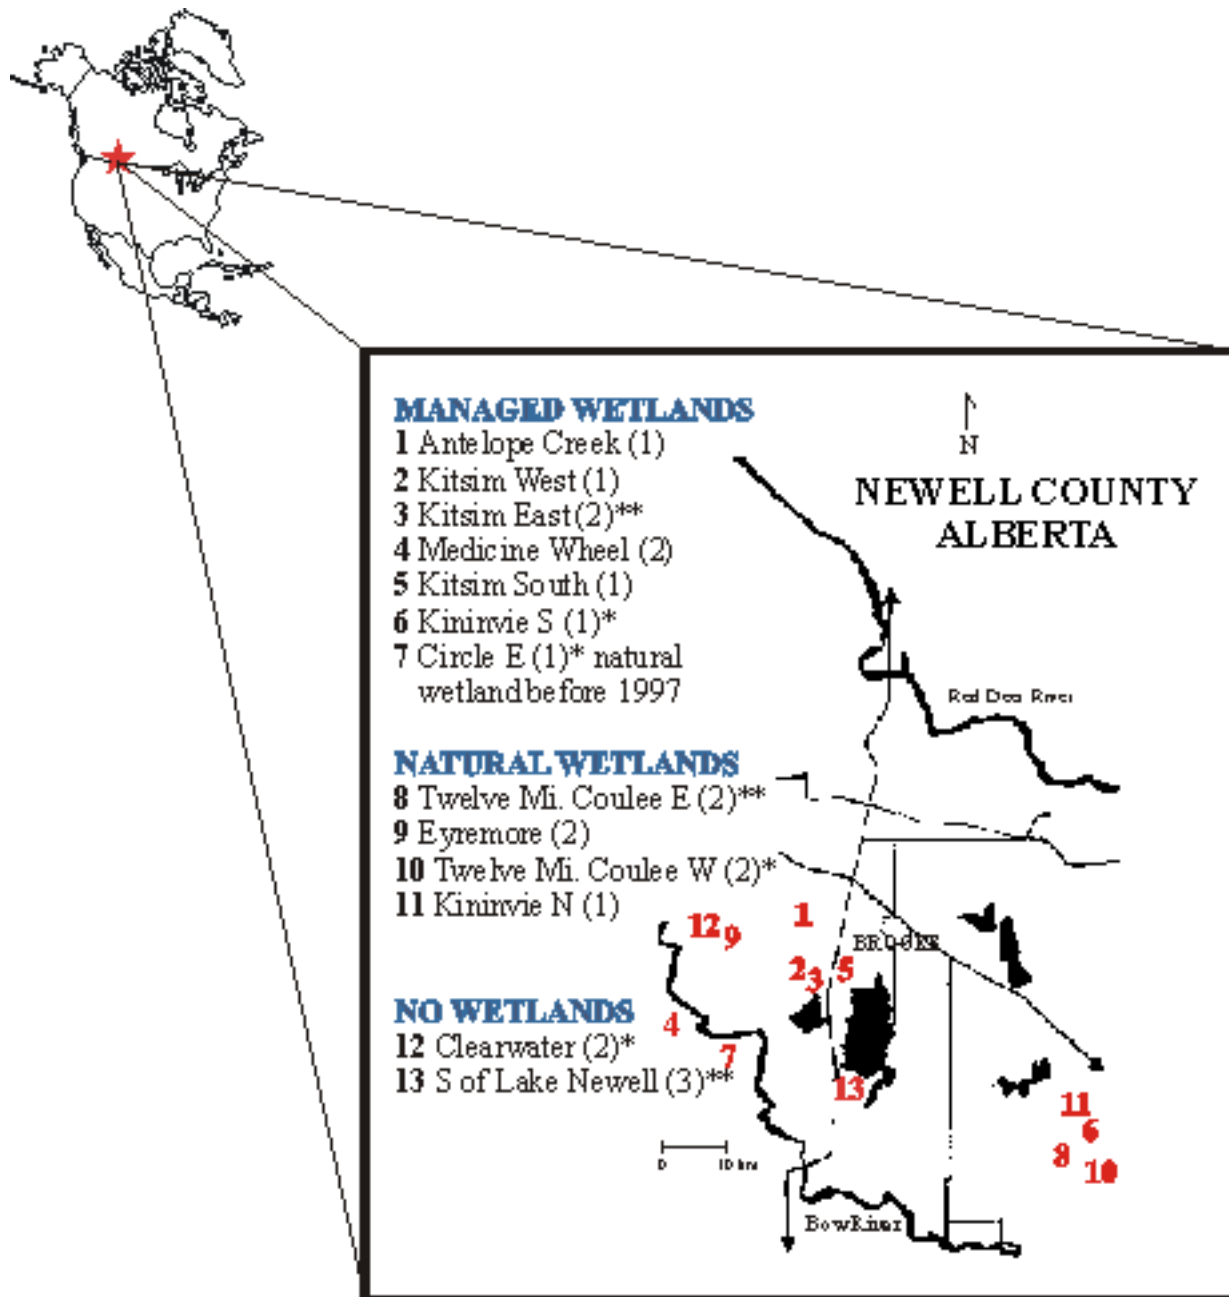 MANAGED WETLANDS
1 Antelope Creek (1)
2 Kitsim West (1)
3 Kitsim East (2)**
4 Medicine Wheel (2)
5 Kitsim South (1)
6 Kininvie S (1)*
7 Circle E (1)* natural
wetland before 1997
NATURAL WETLANDS
8 Twelve Mi. Coulee E (2)**
9 Eyremore (2)
10 Twelve Mi. Coulee W (2)*
11 Kininvie N (1)
NO WETLANDS
12 Clearwater (2)*
13 S of Lake Newell (3)**
N
NEWELL COUNTY
ALBERTA
Red Deer River
1
12
9
BROOKS
2
3
5
4
7
13
11
6
8
10
0 10 km
Bow River